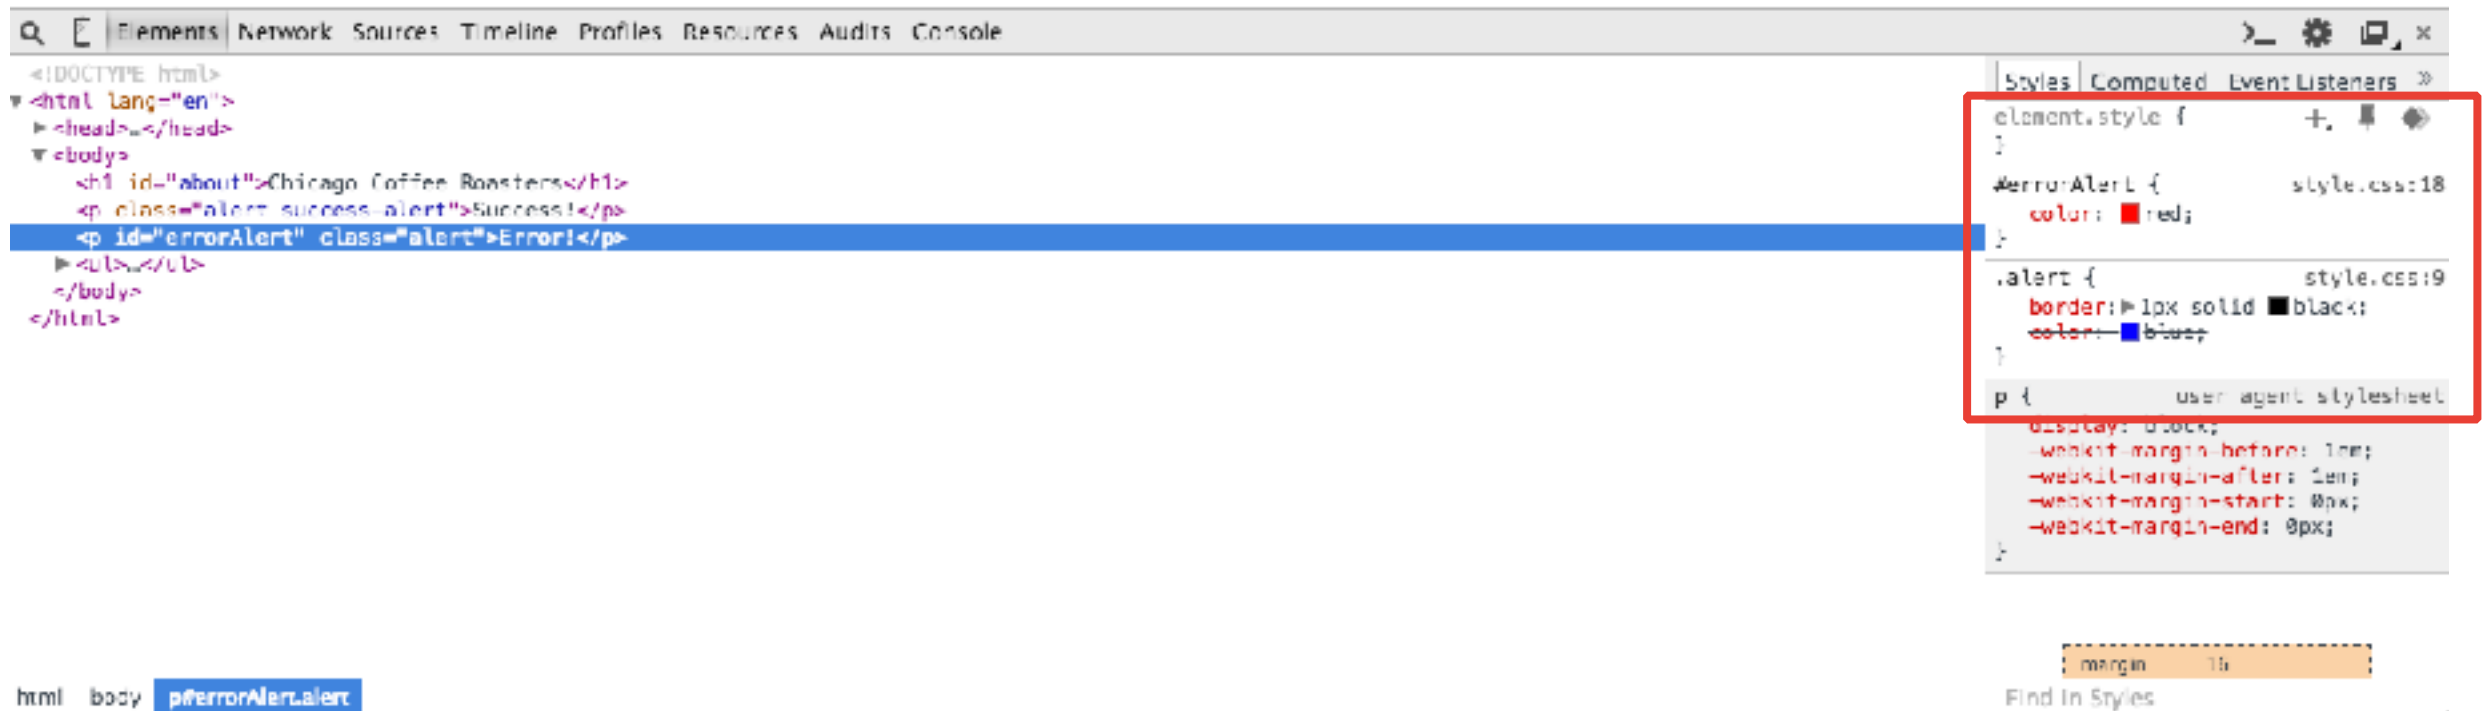 Elements Network Sources Timeline Profiles Resources Audits Console
<!DOCTYPE html>
<html lang="en">
<head>…</head>
<body>
<h1 id="about">Chicago Coffee Roasters</h1>
<p class="alert success-alert">Success!</p>
<p id="errorAlert" class="alert">Error!</p>
<ul>…</ul>
</body>
</html>
html body p#errorAlert.alert
Styles Computed Event Listeners »
element.style {
}
#errorAlert { style.css:18
color: red;
}
.alert { style.css:9
border: 1px solid black;
color: blue;
}
p { user agent stylesheet
display: block;
-webkit-margin-before: 1em;
-webkit-margin-after: 1em;
-webkit-margin-start: 0px;
-webkit-margin-end: 0px;
}
margin 16
Find in Styles